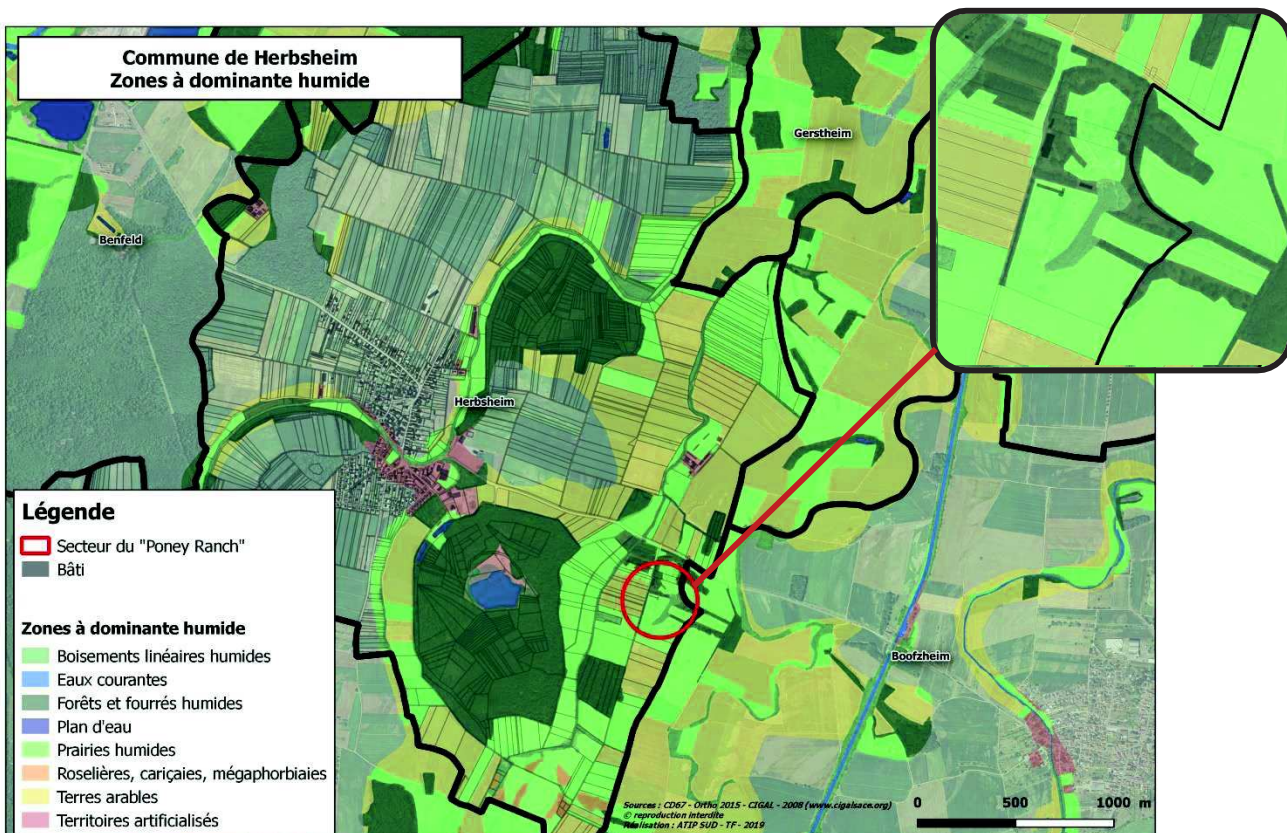 Commune de Herbsheim
Zones à dominante humide
Gerstheim
Benfeld
Herbsheim
Boofzheim
Légende
Secteur du "Poney Ranch"
Bâti
Zones à dominante humide
Boisements linéaires humides
Eaux courantes
Forêts et fourrés humides
Plan d'eau
Prairies humides
Roselières, cariçaies, mégaphorbiaies
Terres arables
Territoires artificialisés
Sources : CD67 - Ortho 2015 - CIGAL - 2008 (www.cigalsace.org)
© reproduction interdite
Réalisation : ATIP SUD - TF - 2019
0 500 1000 m